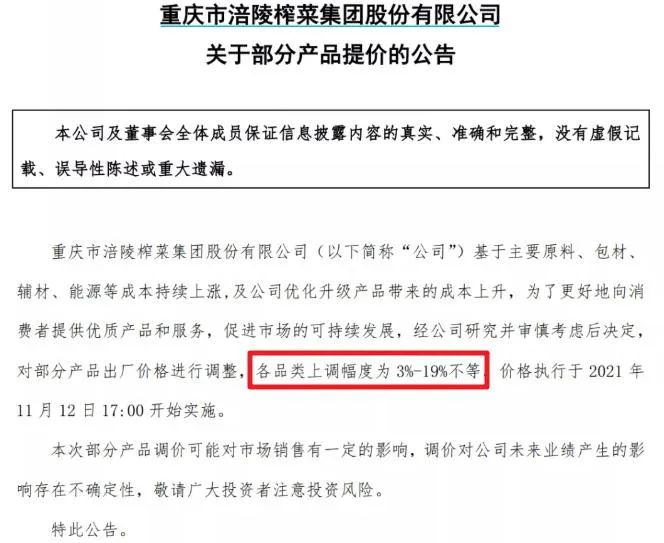 重庆市涪陵榨菜集团股份有限公司
关于部分产品提价的公告
本公司及董事会全体成员保证信息披露内容的真实、准确和完整，没有虚假记
载、误导性陈述或重大遗漏。
重庆市涪陵榨菜集团股份有限公司（以下简称“公司”）基于主要原料、包材、
辅材、能源等成本持续上涨,及公司优化升级产品带来的成本上升，为了更好地向消
费者提供优质产品和服务，促进市场的可持续发展，经公司研究并审慎考虑后决定，
对部分产品出厂价格进行调整，各品类上调幅度为 3%-19%不等，价格执行于 2021 年
11 月 12 日 17:00 开始实施。
本次部分产品调价可能对市场销售有一定的影响，调价对公司未来业绩产生的影
响存在不确定性，敬请广大投资者注意投资风险。
特此公告。